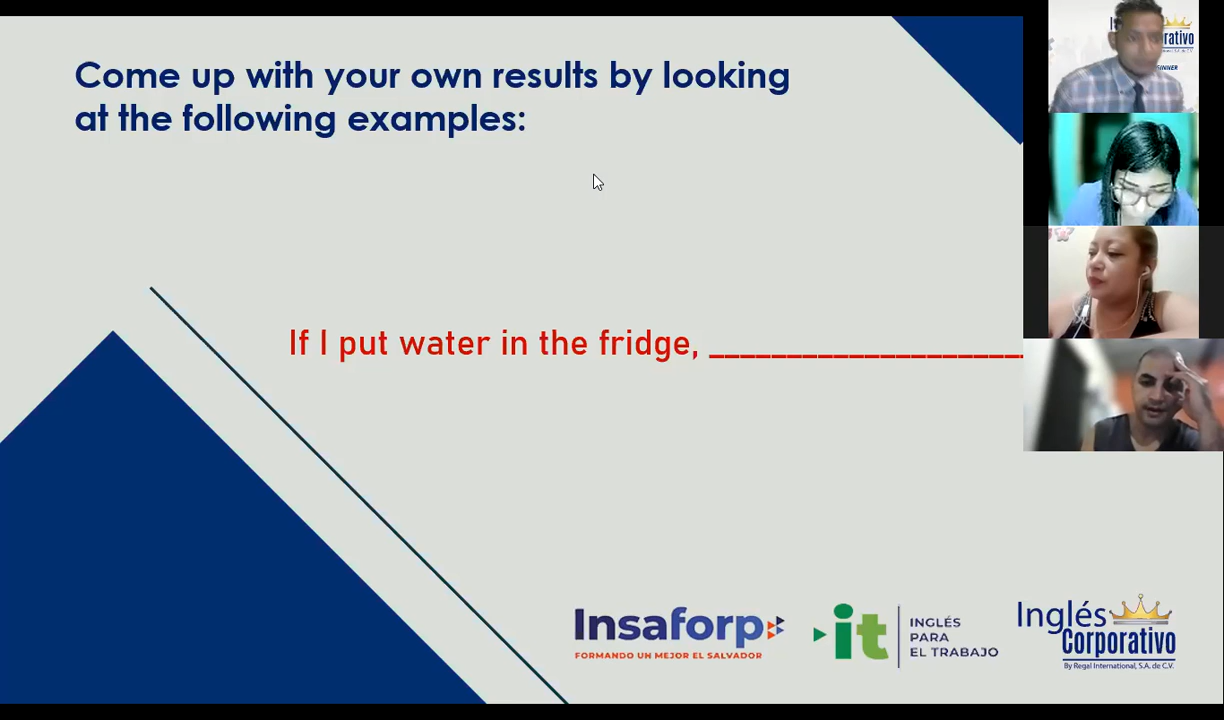 Come up with your own results by looking
at the following examples:
If I put water in the fridge, ______________________
Insaforp
FORMANDO UN MEJOR EL SALVADOR
it
INGLÉS
PARA
EL TRABAJO
Inglés
Corporativo
By Regal International, S.A. de C.V.